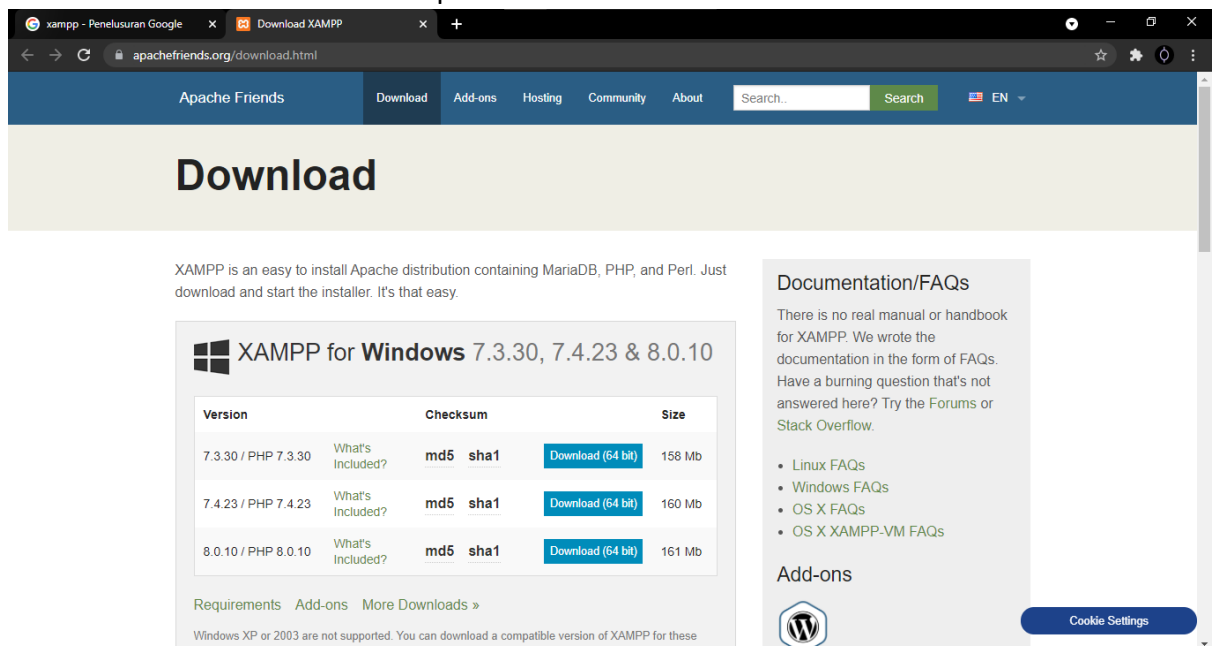 xampp - Penelusuran Google
Download XAMPP
apachefriends.org/download.html
Apache Friends
Download
Add-ons
Hosting
Community
About
Search..
Search
EN
Download
XAMPP is an easy to install Apache distribution containing MariaDB, PHP, and Perl. Just
download and start the installer. It's that easy.
XAMPP for Windows 7.3.30, 7.4.23 & 8.0.10
Version Checksum Size
7.3.30 / PHP 7.3.30 What's Included? md5 sha1 Download (64 bit) 158 Mb
7.4.23 / PHP 7.4.23 What's Included? md5 sha1 Download (64 bit) 160 Mb
8.0.10 / PHP 8.0.10 What's Included? md5 sha1 Download (64 bit) 161 Mb
Requirements Add-ons More Downloads »
Windows XP or 2003 are not supported. You can download a compatible version of XAMPP for these
Documentation/FAQs
There is no real manual or handbook
for XAMPP. We wrote the
documentation in the form of FAQs.
Have a burning question that's not
answered here? Try the Forums or
Stack Overflow.
• Linux FAQs
• Windows FAQs
• OS X FAQs
• OS X XAMPP-VM FAQs
Add-ons
Cookie Settings